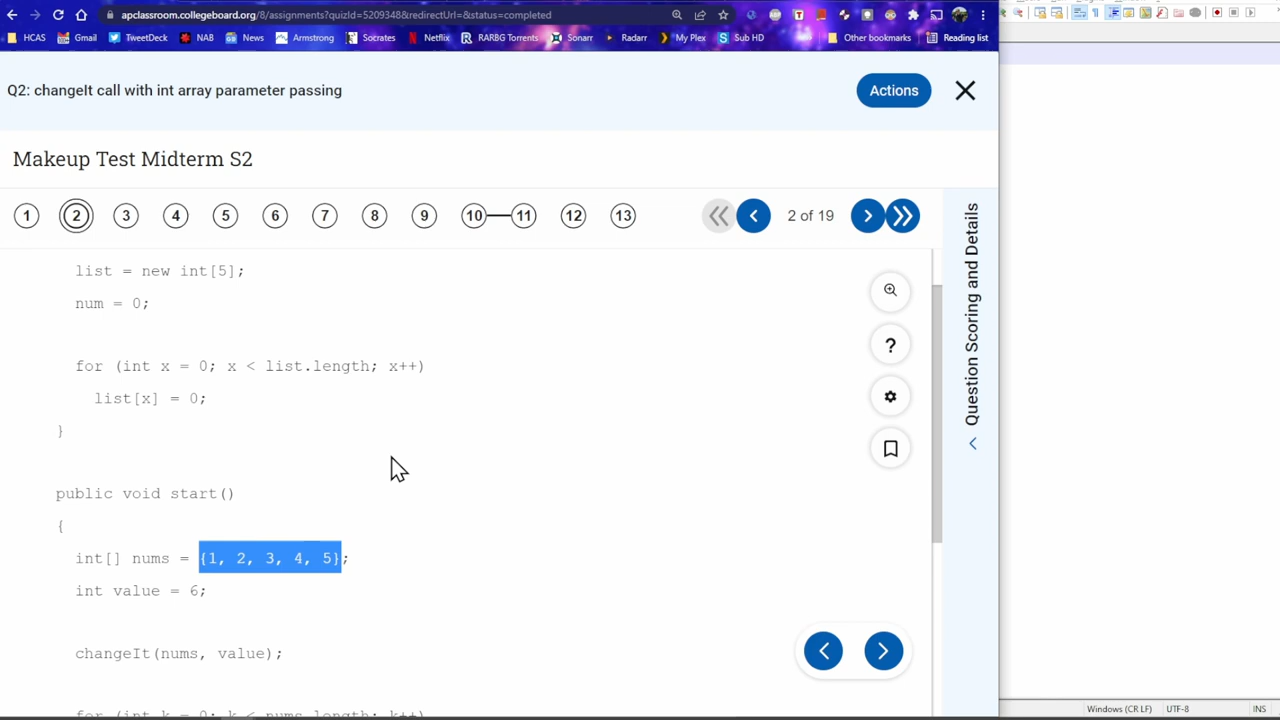 apclassroom.collegeboard.org/8/assignments?quizId=5209348&redirectUrl=&status=completed
HCAS Gmail TweetDeck NAB News Armstrong Socrates Netflix RARBG Torrents Sonarr Radarr My Plex Sub HD Other bookmarks Reading list
Q2: changeIt call with int array parameter passing
Actions
Makeup Test Midterm S2
1 2 3 4 5 6 7 8 9 10 11 12 13 2 of 19
Question Scoring and Details
list = new int[5];
num = 0;
for (int x = 0; x < list.length; x++)
list[x] = 0;
}
public void start()
{
int[] nums = {1, 2, 3, 4, 5};
int value = 6;
changeIt(nums, value);
for (int k = 0; k < nums.length; k++)
?
Windows (CR LF) UTF-8 INS